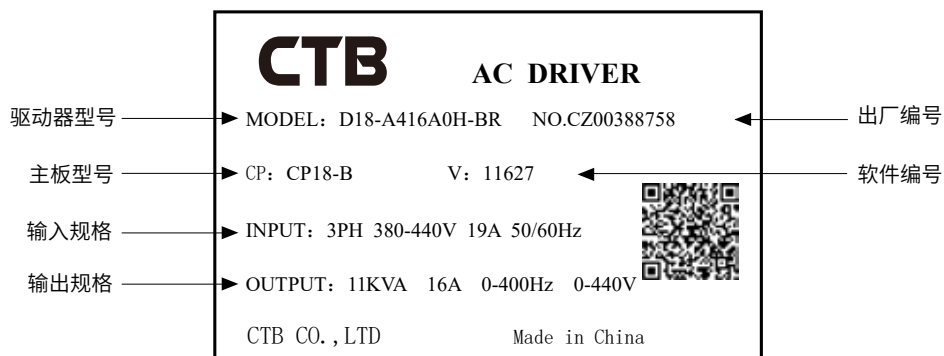 CTB AC DRIVER
驱动器型号 MODEL：D18-A416A0H-BR NO.CZ00388758 出厂编号
主板型号 CP：CP18-B V：11627 软件编号
输入规格 INPUT：3PH 380-440V 19A 50/60Hz
输出规格 OUTPUT：11KVA 16A 0-400Hz 0-440V
CTB CO.,LTD Made in China